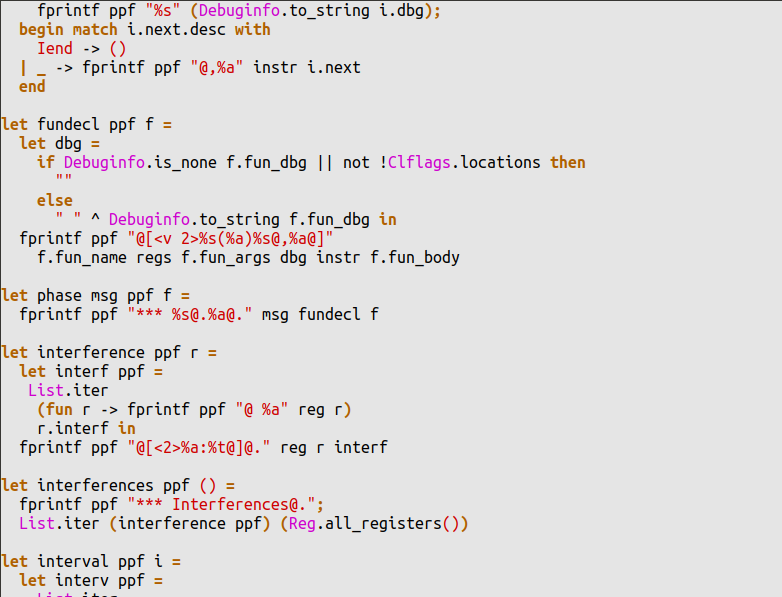 fprintf ppf "%s" (Debuginfo.to_string i.dbg);
  begin match i.next.desc with
    Iend -> ()
  | _ -> fprintf ppf "@,%a" instr i.next
  end

let fundecl ppf f =
  let dbg =
    if Debuginfo.is_none f.fun_dbg || not !Clflags.locations then
      ""
    else
      " " ^ Debuginfo.to_string f.fun_dbg in
  fprintf ppf "@[<v 2>%s(%a)%s@,%a@]"
    f.fun_name regs f.fun_args dbg instr f.fun_body

let phase msg ppf f =
  fprintf ppf "*** %s@.%a@." msg fundecl f

let interference ppf r =
  let interf ppf =
   List.iter
    (fun r -> fprintf ppf "@ %a" reg r)
    r.interf in
  fprintf ppf "@[<2>%a:%t@]@." reg r interf

let interferences ppf () =
  fprintf ppf "*** Interferences@.";
  List.iter (interference ppf) (Reg.all_registers())

let interval ppf i =
  let interv ppf =
    List.iter